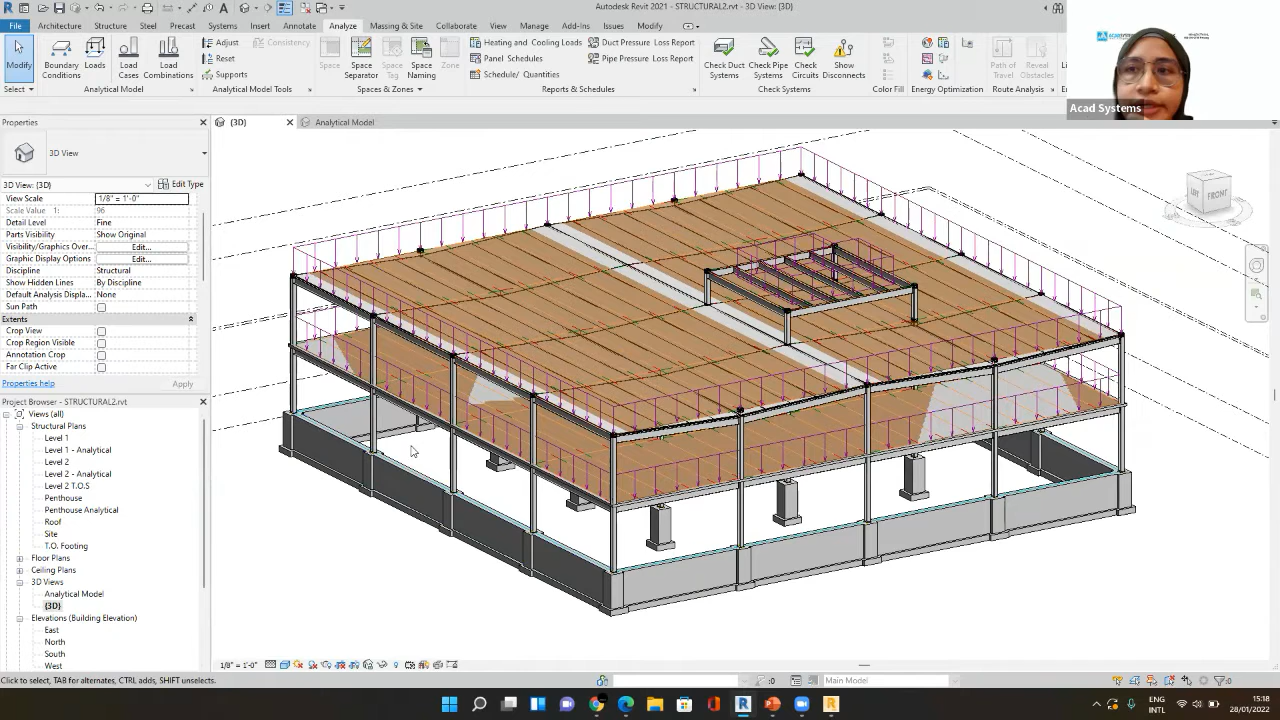 Autodesk Revit 2021 - STRUCTURAL2.rvt - 3D View: {3D}
File Architecture Structure Steel Precast Systems Insert Annotate Analyze Massing & Site Collaborate View Manage Add-Ins Issues Modify
Modify
Boundary Conditions
Loads
Load Cases
Load Combinations
Adjust
Reset
Supports
Consistency
Space
Space Separator
Space Tag
Space Naming
Zone
Heating and Cooling Loads
Panel Schedules
Schedule/ Quantities
Duct Pressure Loss Report
Pipe Pressure Loss Report
Check Duct Systems
Check Pipe Systems
Check Circuits
Show Disconnects
Path of Travel
Reveal Obstacles
Select
Analytical Model
Analytical Model Tools
Spaces & Zones
Reports & Schedules
Check Systems
Color Fill
Energy Optimization
Route Analysis
Acad Systems
Properties
{3D}
Analytical Model
3D View
3D View: {3D}
Edit Type
View Scale 1/8" = 1'-0"
Scale Value 1: 96
Detail Level Fine
Parts Visibility Show Original
Visibility/Graphics Over... Edit...
Graphic Display Options Edit...
Discipline Structural
Show Hidden Lines By Discipline
Default Analysis Displa... None
Sun Path
Extents
Crop View
Crop Region Visible
Annotation Crop
Far Clip Active
Properties help
Apply
Project Browser - STRUCTURAL2.rvt
Views (all)
Structural Plans
Level 1
Level 1 - Analytical
Level 2
Level 2 - Analytical
Level 2 T.O.S
Penthouse
Penthouse Analytical
Roof
Site
T.O. Footing
Floor Plans
Ceiling Plans
3D Views
Analytical Model
{3D}
Elevations (Building Elevation)
East
North
South
West
FRONT
1/8" = 1'-0"
Click to select, TAB for alternates, CTRL adds, SHIFT unselects.
:0
Main Model
:0
ENG
INTL
15:18
28/01/2022